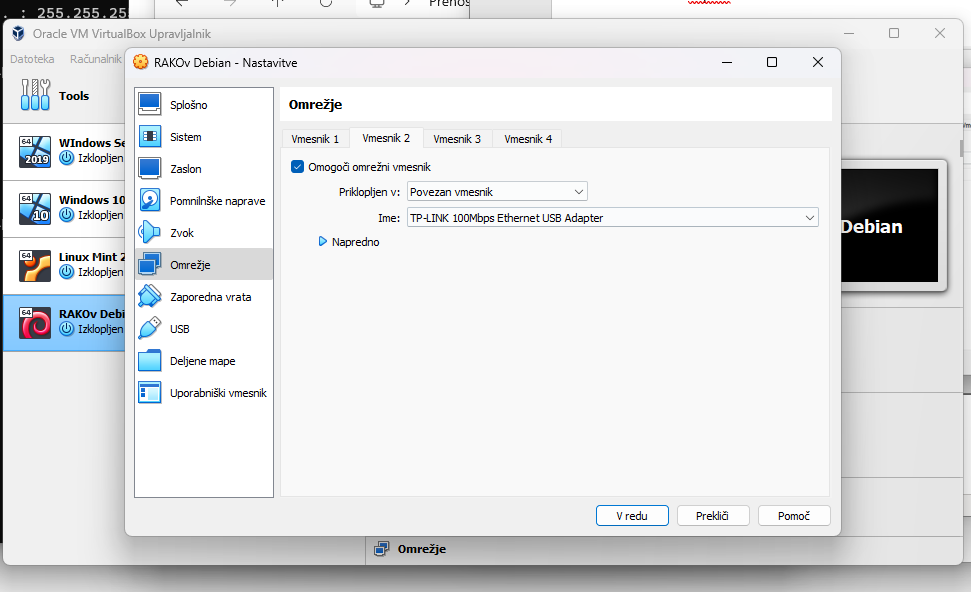 . : 255.255.25
Prenos
Oracle VM VirtualBox Upravljalnik
Datoteka Računalnik
Tools
64
2019
WIndows Se
Izklopljen
64
10
Windows 10
Izklopljen
64
Linux Mint 2
Izklopljen
64
RAKOv Debi
Izklopljen
RAKOv Debian - Nastavitve
Splošno
Sistem
Zaslon
Pomnilnške naprave
Zvok
Omrežje
Zaporedna vrata
USB
Deljene mape
Uporabniški vmesnik
Omrežje
Vmesnik 1 Vmesnik 2 Vmesnik 3 Vmesnik 4
Omogoči omrežni vmesnik
Priklopljen v: Povezan vmesnik
Ime: TP-LINK 100Mbps Ethernet USB Adapter
Napredno
V redu Prekliči Pomoč
Debian
Omrežje